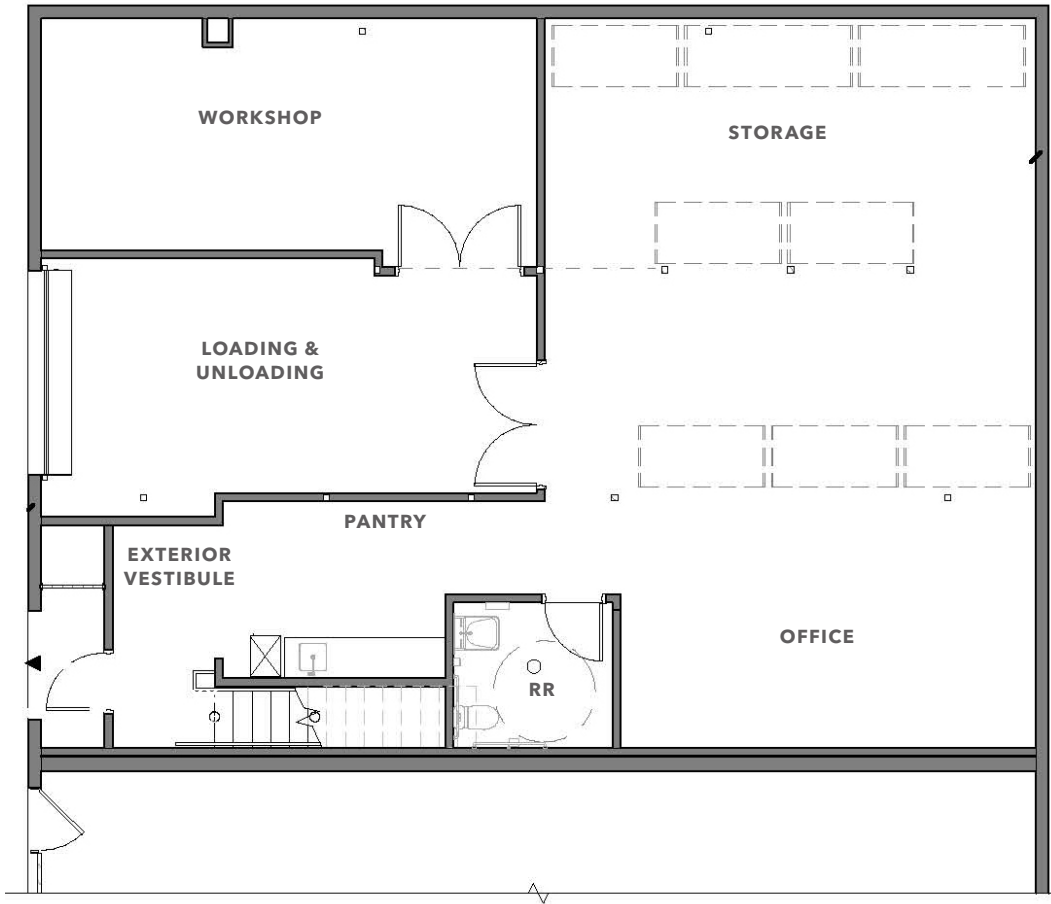 WORKSHOP
STORAGE
LOADING &
UNLOADING
PANTRY
EXTERIOR
VESTIBULE
OFFICE
RR